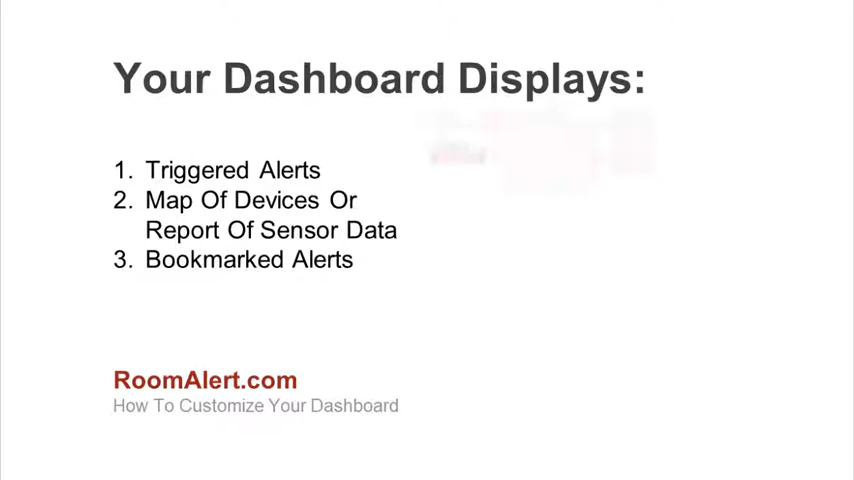 Your Dashboard Displays:
1. Triggered Alerts
2. Map Of Devices Or
Report Of Sensor Data
3. Bookmarked Alerts
RoomAlert.com
How To Customize Your Dashboard